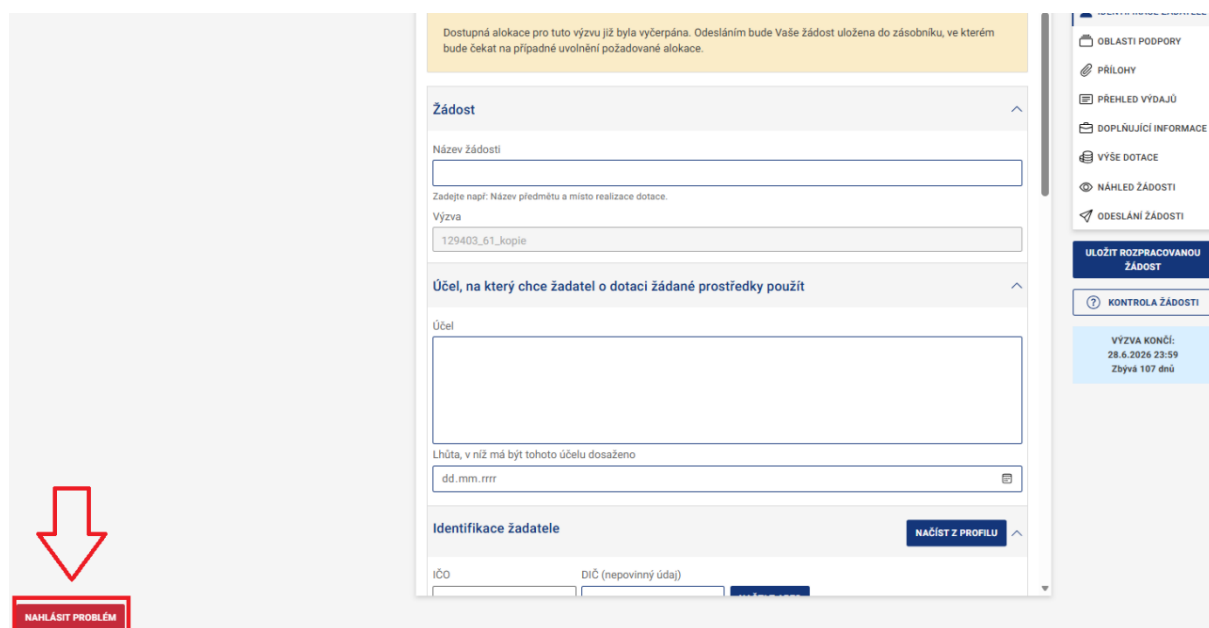 Dostupná alokace pro tuto výzvu již byla vyčerpána. Odesláním bude Vaše žádost uložena do zásobníku, ve kterém
bude čekat na případné uvolnění požadované alokace.
Žádost
Název žádosti
Zadejte např: Název předmětu a místo realizace dotace.
Výzva
129403_61_kopie
Účel, na který chce žadatel o dotaci žádané prostředky použít
Účel
Lhůta, v níž má být tohoto účelu dosaženo
dd.mm.rrrr
Identifikace žadatele
NAČÍST Z PROFILU
IČO
DIČ (nepovinný údaj)
OBLASTI PODPORY
PŘÍLOHY
PŘEHLED VÝDAJŮ
DOPLŇUJÍCÍ INFORMACE
VÝŠE DOTACE
NÁHLED ŽÁDOSTI
ODESLÁNÍ ŽÁDOSTI
ULOŽIT ROZPRACOVANOU
ŽÁDOST
KONTROLA ŽÁDOSTI
VÝZVA KONČÍ:
28.6.2026 23:59
Zbývá 107 dnů
NAHLÁSIT PROBLÉM